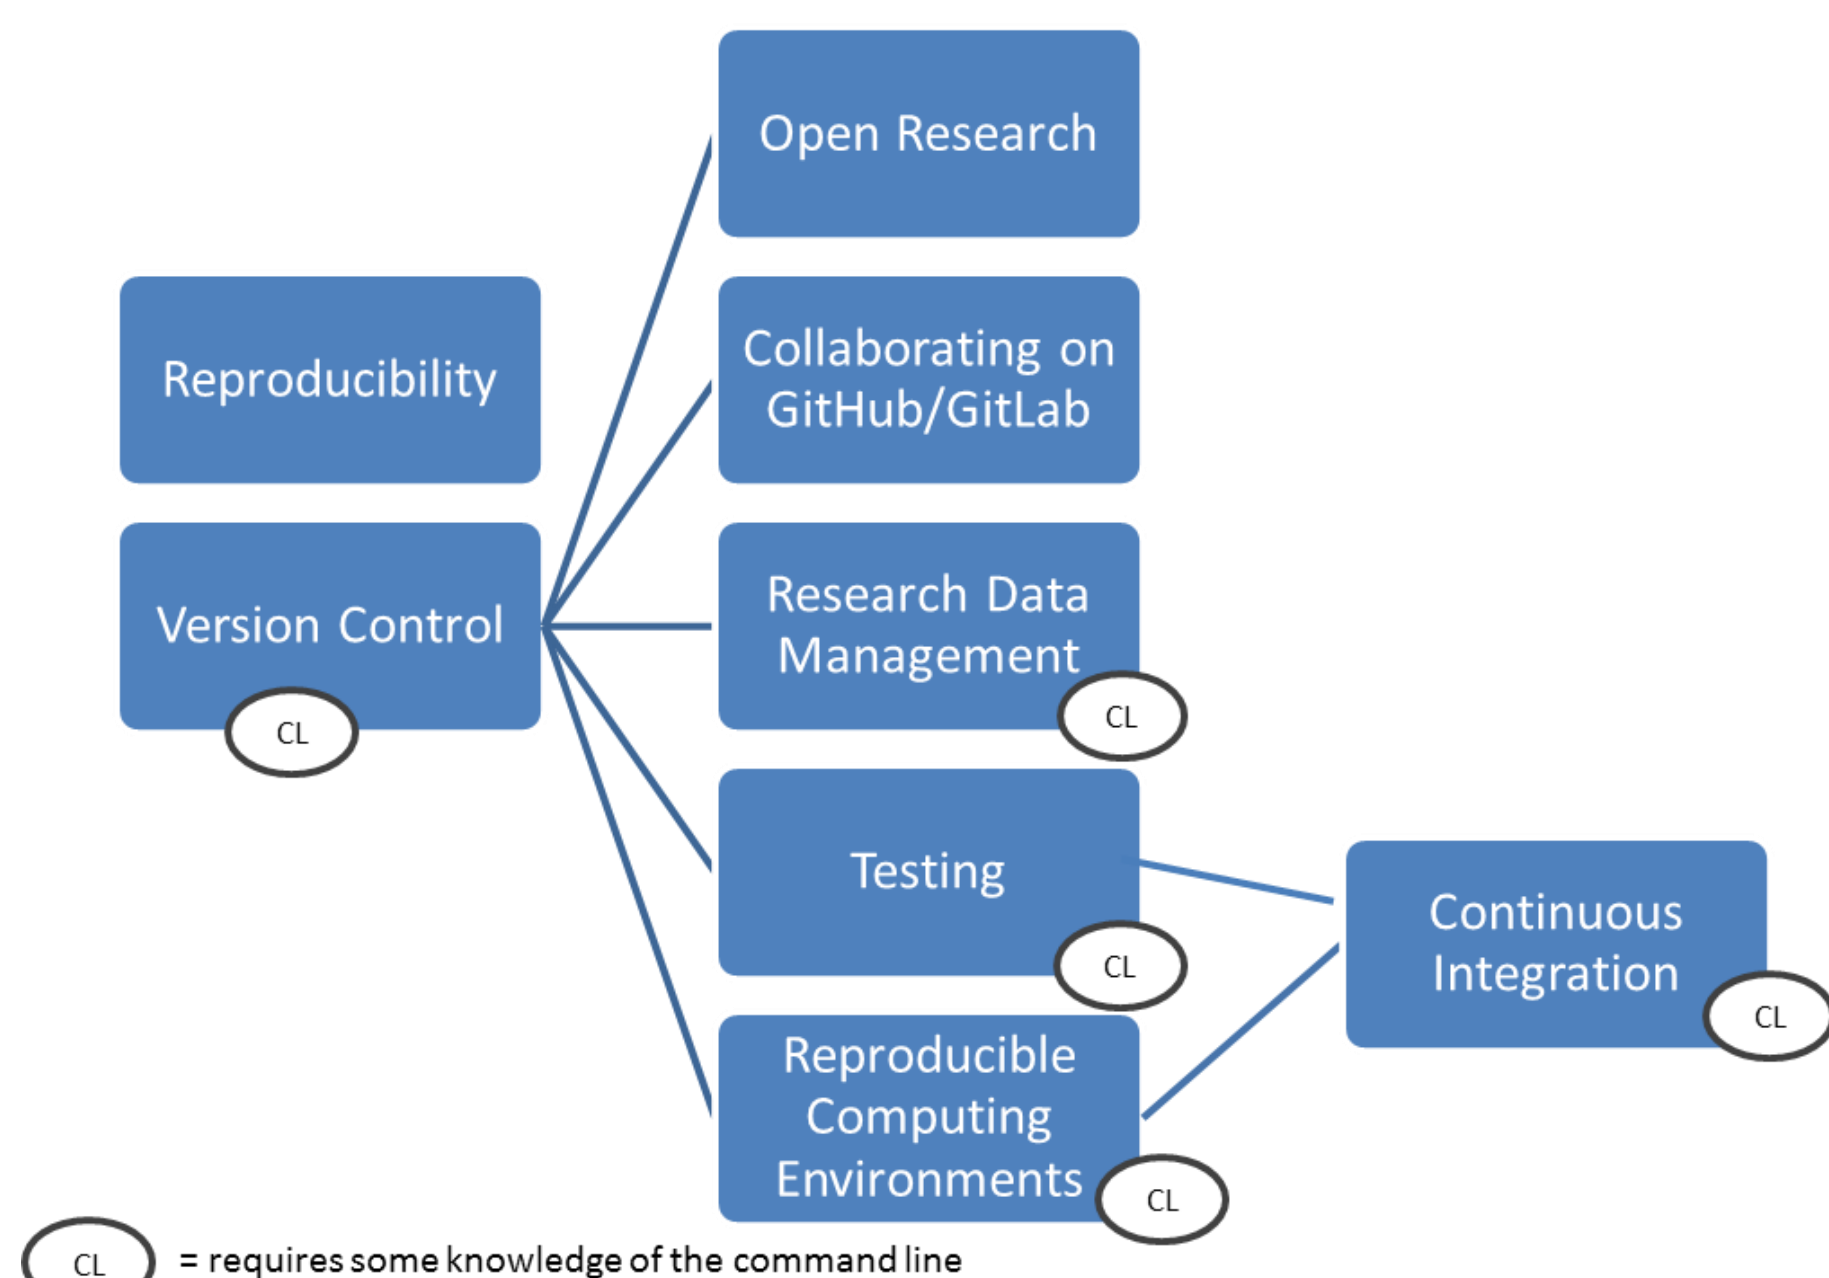 Open Research
Reproducibility
Collaborating on
GitHub/GitLab
Version Control
CL
Research Data
Management
CL
Testing
CL
Continuous
Integration
CL
Reproducible
Computing
Environments
CL
CL = requires some knowledge of the command line